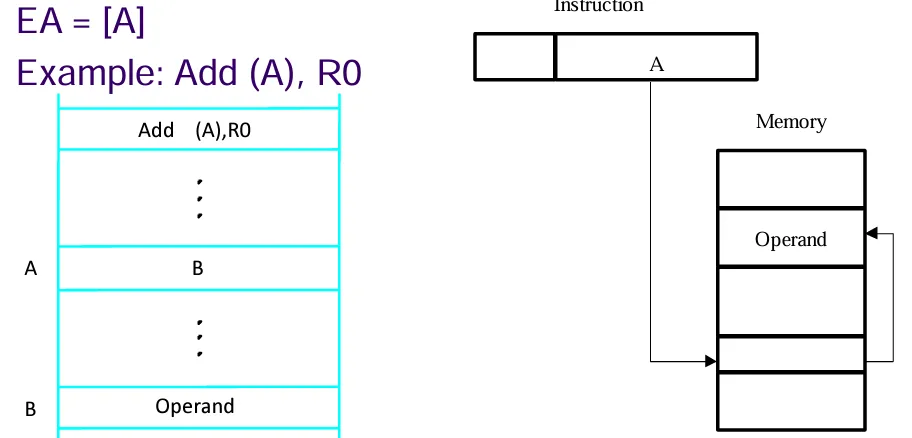 EA = [A]
Example: Add (A), R0
Add (A),R0
A B
B Operand
Instruction
A
Memory
Operand